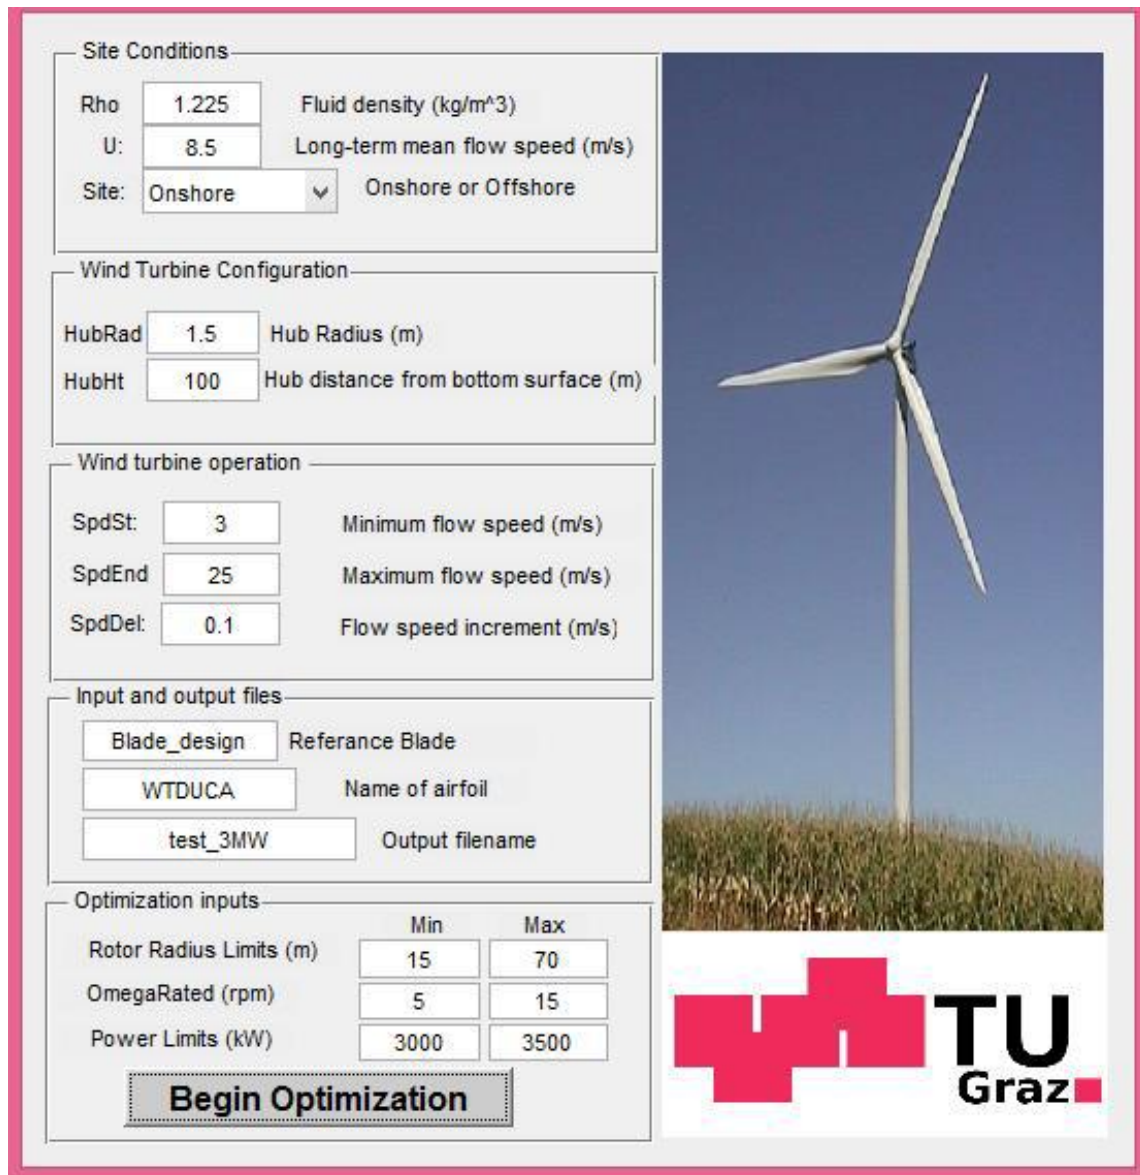 Site Conditions
Rho 1.225 Fluid density (kg/m^3)
U: 8.5 Long-term mean flow speed (m/s)
Site: Onshore Onshore or Offshore
Wind Turbine Configuration
HubRad 1.5 Hub Radius (m)
HubHt 100 Hub distance from bottom surface (m)
Wind turbine operation
SpdSt: 3 Minimum flow speed (m/s)
SpdEnd 25 Maximum flow speed (m/s)
SpdDel: 0.1 Flow speed increment (m/s)
Input and output files
Blade_design Referance Blade
WTDUCA Name of airfoil
test_3MW Output filename
Optimization inputs
Min Max
Rotor Radius Limits (m) 15 70
OmegaRated (rpm) 5 15
Power Limits (kW) 3000 3500
Begin Optimization
TU
Graz